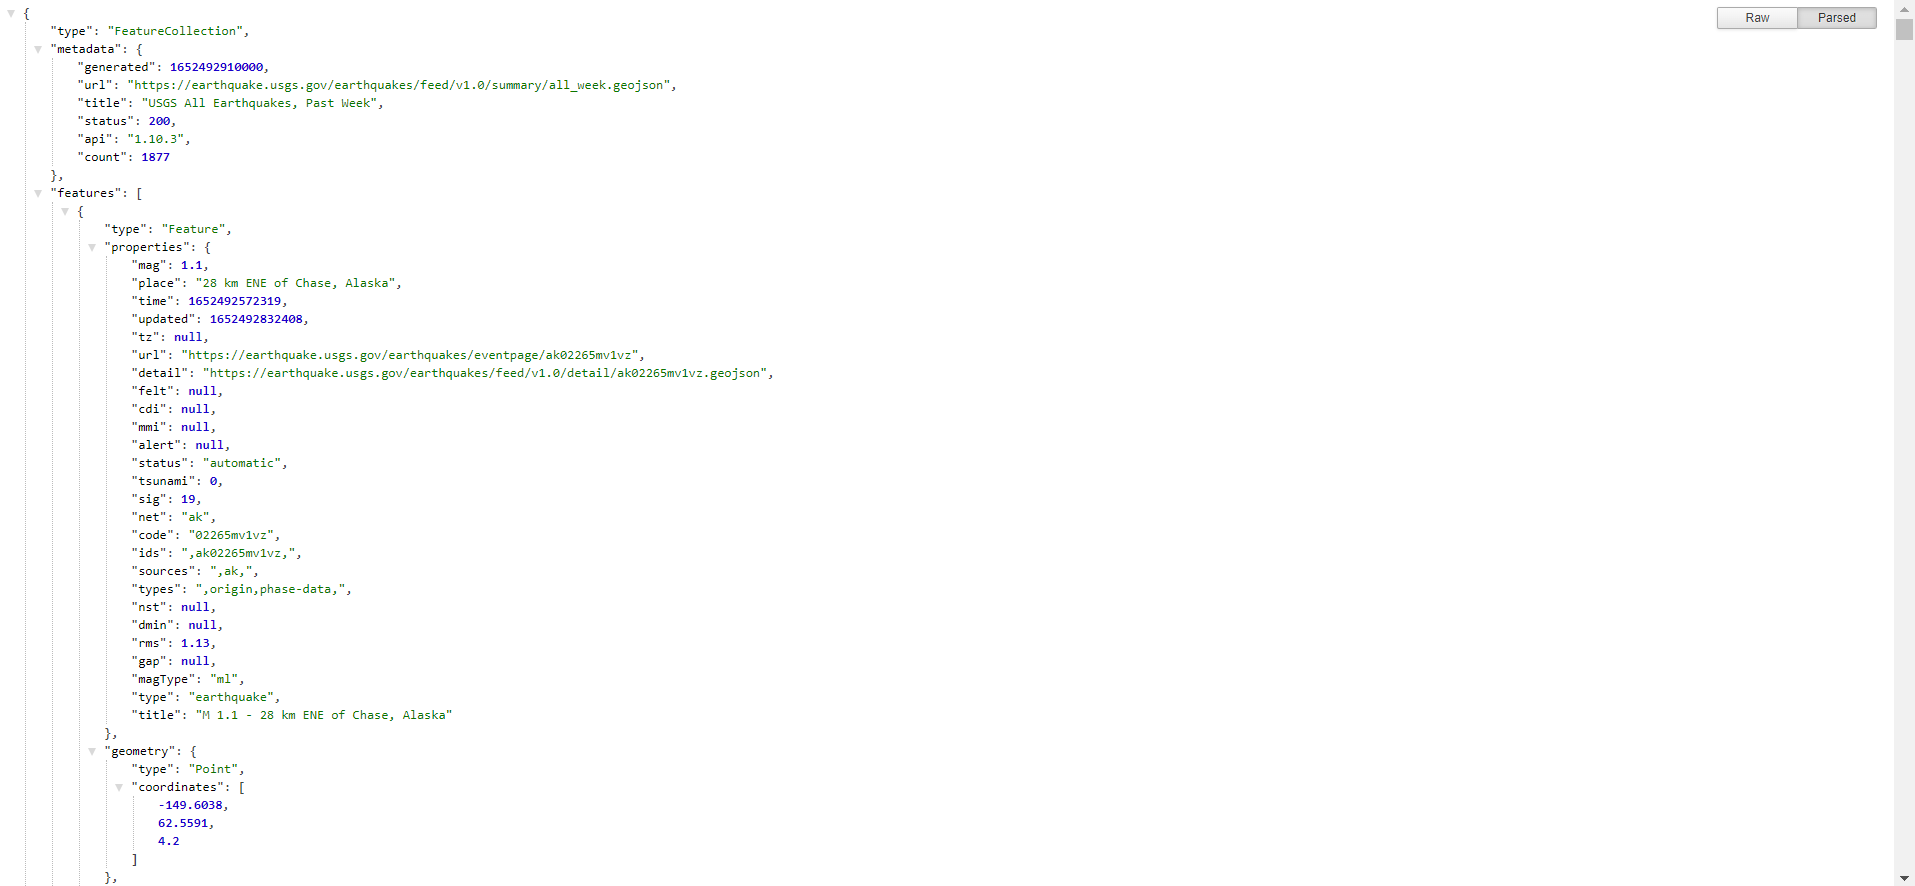 {
"type": "FeatureCollection",
Raw Parsed
"metadata": {
"generated": 1652492910000,
"url": "https://earthquake.usgs.gov/earthquakes/feed/v1.0/summary/all_week.geojson",
"title": "USGS All Earthquakes, Past Week",
"status": 200,
"api": "1.10.3",
"count": 1877
},
"features": [
{
"type": "Feature",
"properties": {
"mag": 1.1,
"place": "28 km ENE of Chase, Alaska",
"time": 1652492572319,
"updated": 1652492832408,
"tz": null,
"url": "https://earthquake.usgs.gov/earthquakes/eventpage/ak02265mv1vz",
"detail": "https://earthquake.usgs.gov/earthquakes/feed/v1.0/detail/ak02265mv1vz.geojson",
"felt": null,
"cdi": null,
"mmi": null,
"alert": null,
"status": "automatic",
"tsunami": 0,
"sig": 19,
"net": "ak",
"code": "02265mv1vz",
"ids": ",ak02265mv1vz,",
"sources": ",ak,",
"types": ",origin,phase-data,",
"nst": null,
"dmin": null,
"rms": 1.13,
"gap": null,
"magType": "ml",
"type": "earthquake",
"title": "M 1.1 - 28 km ENE of Chase, Alaska"
},
"geometry": {
"type": "Point",
"coordinates": [
-149.6038,
62.5591,
4.2
]
},